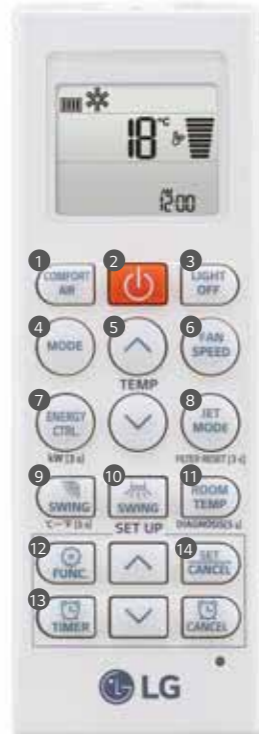 18°C
12:00
1 2 3
COMFORT AIR LIGHT OFF
4 5 6
MODE FAN SPEED
TEMP
7 8
ENERGY CTRL. JET MODE
kW [3 s] FILTER RESET [3 s]
9 10 11
SWING SWING ROOM TEMP
°C↔°F [5 s] SET UP DIAGNOSIS[5 s]
12 14
FUNC. SET CANCEL
13
TIMER CANCEL
LG